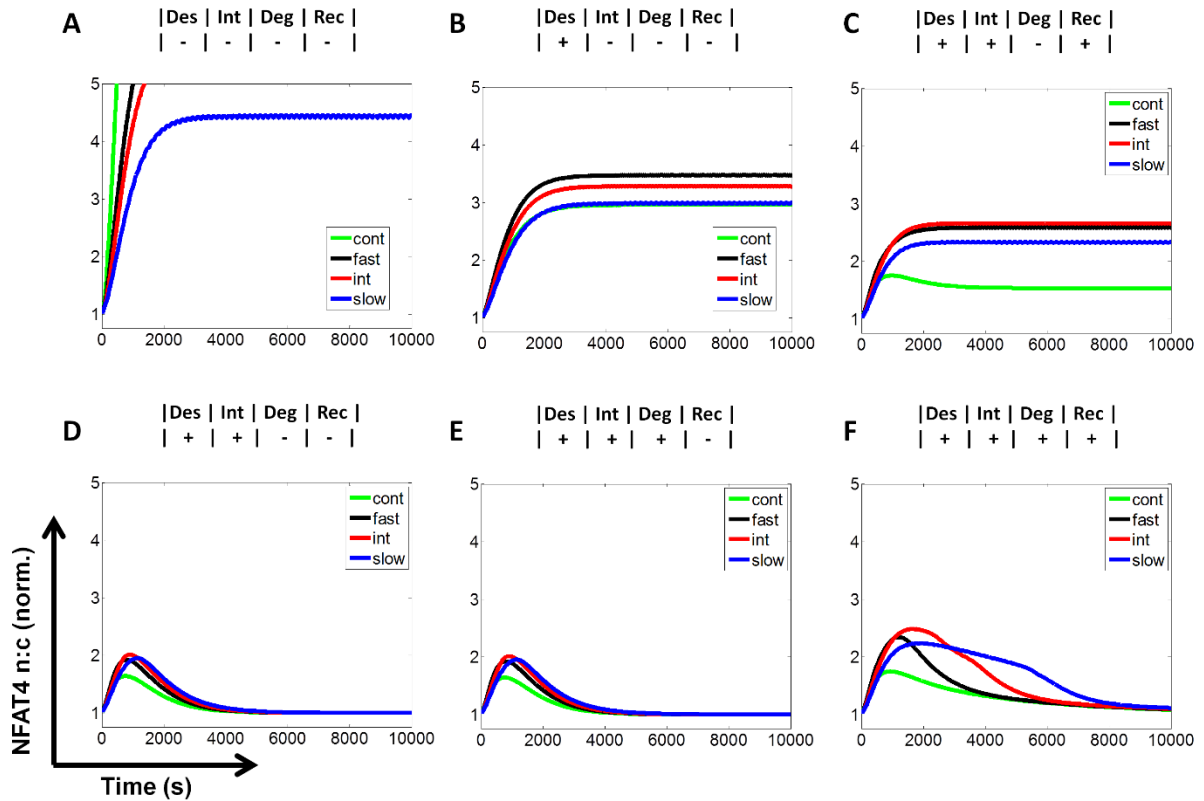 A
| Des | Int | Deg | Rec |
| - | - | - | - |
5
4
3
2
1
cont
fast
int
slow
0 2000 4000 6000 8000 10000
B
| Des | Int | Deg | Rec |
| + | - | - | - |
5
4
3
2
1
cont
fast
int
slow
0 2000 4000 6000 8000 10000
C
| Des | Int | Deg | Rec |
| + | + | - | + |
5
4
3
2
1
cont
fast
int
slow
0 2000 4000 6000 8000 10000
D
| Des | Int | Deg | Rec |
| + | + | - | - |
5
4
3
2
1
cont
fast
int
slow
0 2000 4000 6000 8000 10000
E
| Des | Int | Deg | Rec |
| + | + | + | - |
5
4
3
2
1
cont
fast
int
slow
0 2000 4000 6000 8000 10000
F
| Des | Int | Deg | Rec |
| + | + | + | + |
5
4
3
2
1
cont
fast
int
slow
0 2000 4000 6000 8000 10000
NFAT4 n:c (norm.)
Time (s)